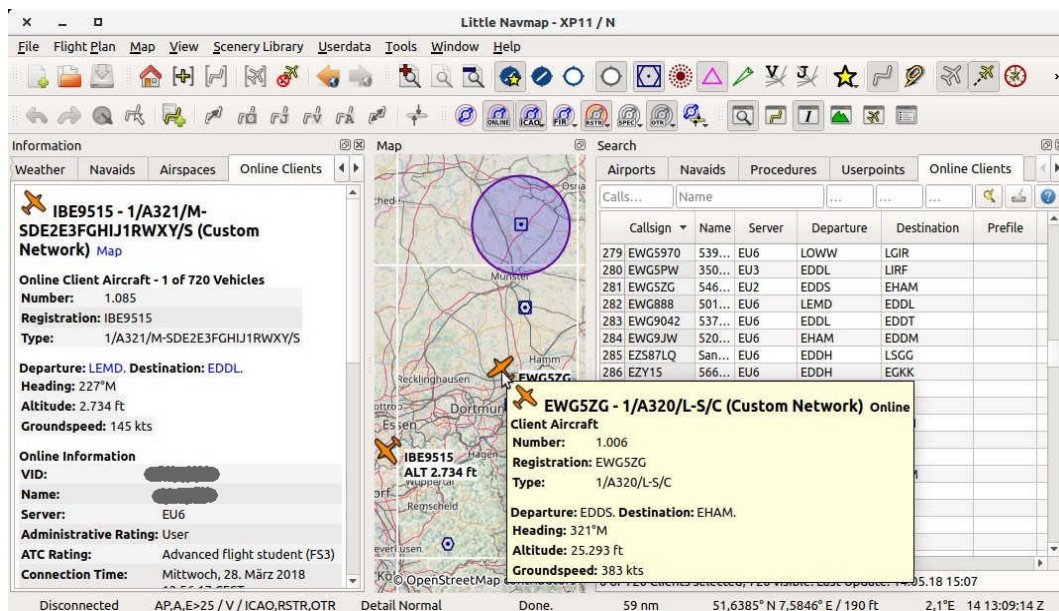 Little Navmap - XP11 / N
File Flight Plan Map View Scenery Library Userdata Tools Window Help
ONLINE ICAO FIR RSTR SPEC OTR
Information
Weather Navaids Airspaces Online Clients
IBE9515 - 1/A321/M-
SDE2E3FGHIJ1RWXY/S (Custom
Network) Map
Online Client Aircraft - 1 of 720 Vehicles
Number: 1.085
Registration: IBE9515
Type: 1/A321/M-SDE2E3FGHIJ1RWXY/S
Departure: LEMD. Destination: EDDL.
Heading: 227°M
Altitude: 2.734 ft
Groundspeed: 145 kts
Online Information
VID:
Name:
Server: EU6
Administrative Rating: User
ATC Rating: Advanced flight student (FS3)
Connection Time: Mittwoch, 28. März 2018
Map
Münster
Hamm
Recklinghausen
EWG5ZG
Dortmun
Essen
IBE9515 Hagen
ALT 2.734 ft
Wuppertal
Remscheid
everkusen
© OpenStreetMap
Search
Airports Navaids Procedures Userpoints Online Clients
Calls... Name ... ... ...
Callsign Name Server Departure Destination Prefile
279 EWG5970 539... EU6 LOWW LGIR
280 EWG5PW 350... EU3 EDDL LIRF
281 EWG5ZG 546... EU2 EDDS EHAM
282 EWG888 501... EU6 LEMD EDDL
283 EWG9042 537... EU6 EDDL EDDT
284 EWG9JW 520... EU6 EHAM EDDM
285 EZS87LQ San... EU6 EDDH LSGG
286 EZY15 566... EU6 EDDH EGKK
EWG5ZG - 1/A320/L-S/C (Custom Network) Online
Client Aircraft
Number: 1.006
Registration: EWG5ZG
Type: 1/A320/L-S/C
Departure: EDDS. Destination: EHAM.
Heading: 321°M
Altitude: 25.293 ft
Groundspeed: 383 kts
15:07
Disconnected AP,A,E>25 / V / ICAO,RSTR,OTR Detail Normal Done. 59 nm 51,6385° N 7,5846° E / 190 ft 2,1°E 14 13:09:14 Z